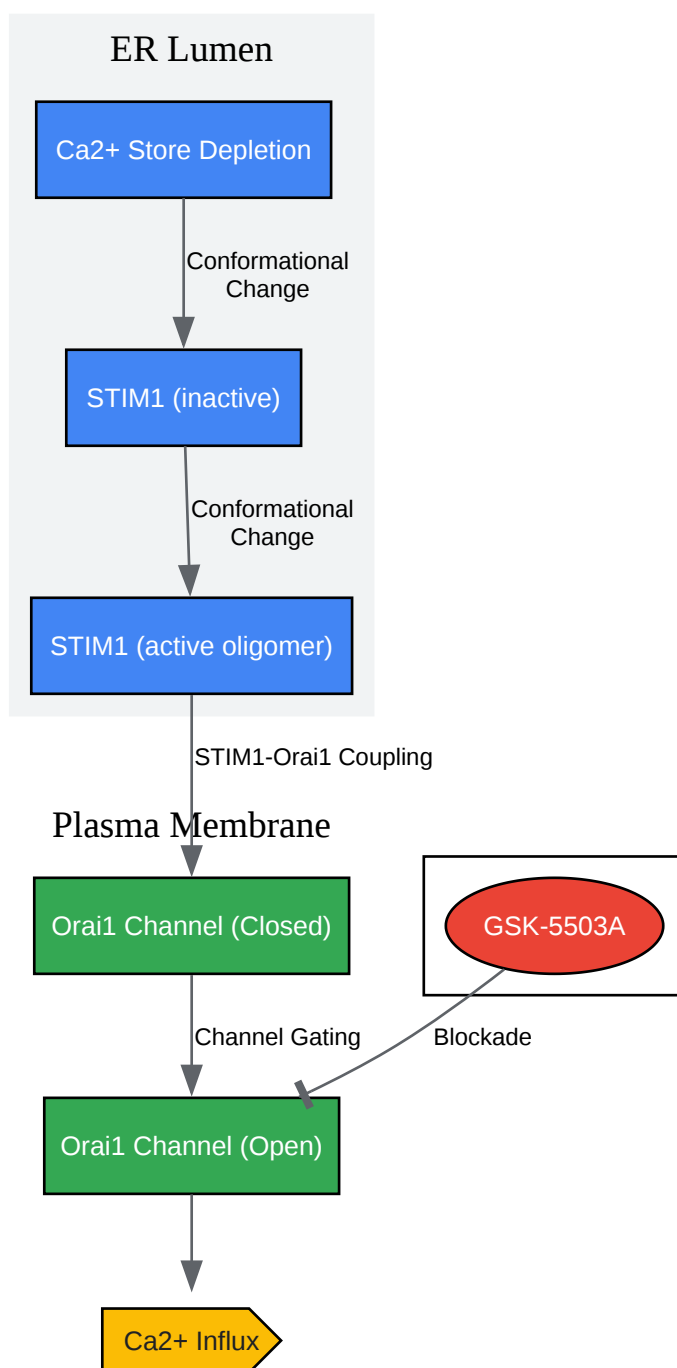 ER Lumen
Ca2+ Store Depletion
Conformational
Change
STIM1 (inactive)
Conformational
Change
STIM1 (active oligomer)
STIM1-Orai1 Coupling
Plasma Membrane
Orai1 Channel (Closed)
GSK-5503A
Channel Gating
Blockade
Orai1 Channel (Open)
Ca2+ Influx